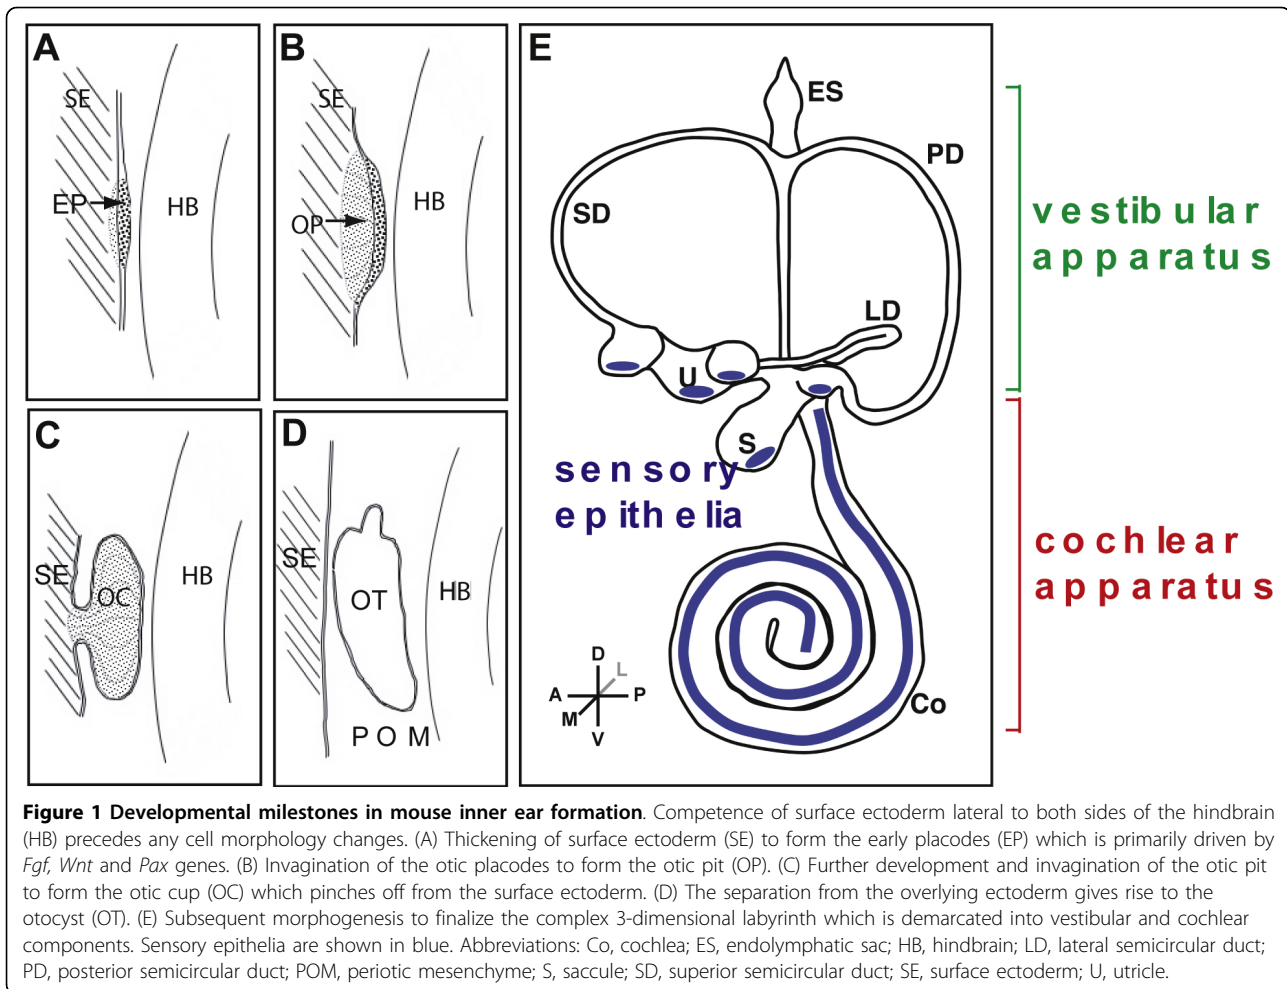 A
SE
EP
HB
B
SE
OP
HB
C
SE
OC
HB
D
SE
OT
HB
POM
E
ES
PD
SD
LD
U
S
sensory
epithelia
Co
D
L
A
P
M
V
vestibular
apparatus
cochlear
apparatus
Figure 1 Developmental milestones in mouse inner ear formation. Competence of surface ectoderm lateral to both sides of the hindbrain
(HB) precedes any cell morphology changes. (A) Thickening of surface ectoderm (SE) to form the early placodes (EP) which is primarily driven by
Fgf, Wnt and Pax genes. (B) Invagination of the otic placodes to form the otic pit (OP). (C) Further development and invagination of the otic pit
to form the otic cup (OC) which pinches off from the surface ectoderm. (D) The separation from the overlying ectoderm gives rise to the
otocyst (OT). (E) Subsequent morphogenesis to finalize the complex 3-dimensional labyrinth which is demarcated into vestibular and cochlear
components. Sensory epithelia are shown in blue. Abbreviations: Co, cochlea; ES, endolymphatic sac; HB, hindbrain; LD, lateral semicircular duct;
PD, posterior semicircular duct; POM, periotic mesenchyme; S, saccule; SD, superior semicircular duct; SE, surface ectoderm; U, utricle.